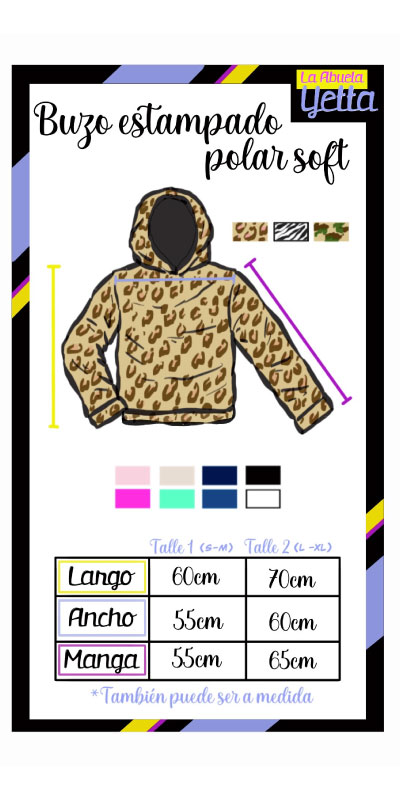 La Abuela
Yetta
Buzo estampado
polar soft
Talle 1 (S-M) Talle 2 (L-XL)
Largo 60cm 70cm
Ancho 55cm 60cm
Manga 55cm 65cm
*También puede ser a medida